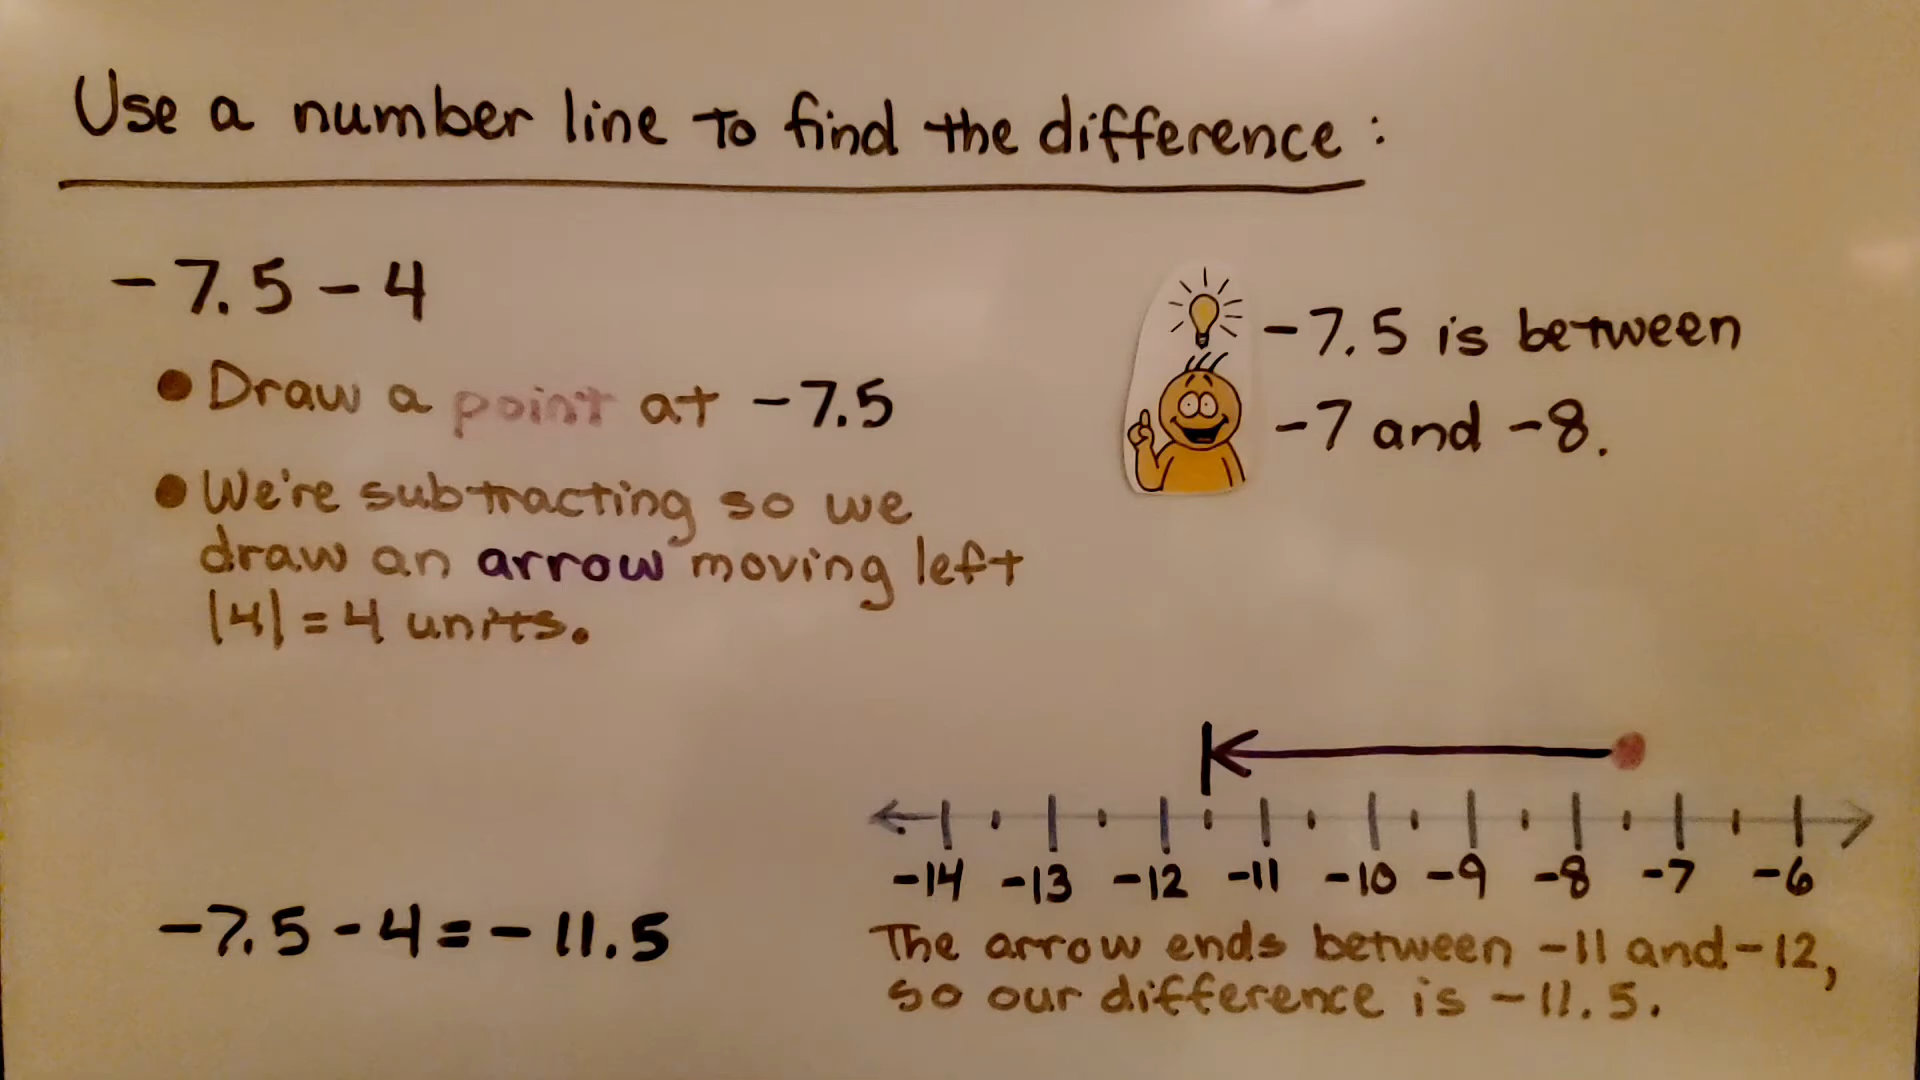 Use a number line to find the difference:
-7.5 - 4
• Draw a point at -7.5
• We're subtracting so we
draw an arrow moving left
|4| = 4 units.
-7.5 is between
-7 and -8.
-14 -13 -12 -11 -10 -9 -8 -7 -6
The arrow ends between -11 and -12,
so our difference is -11.5.
-7.5 - 4 = -11.5